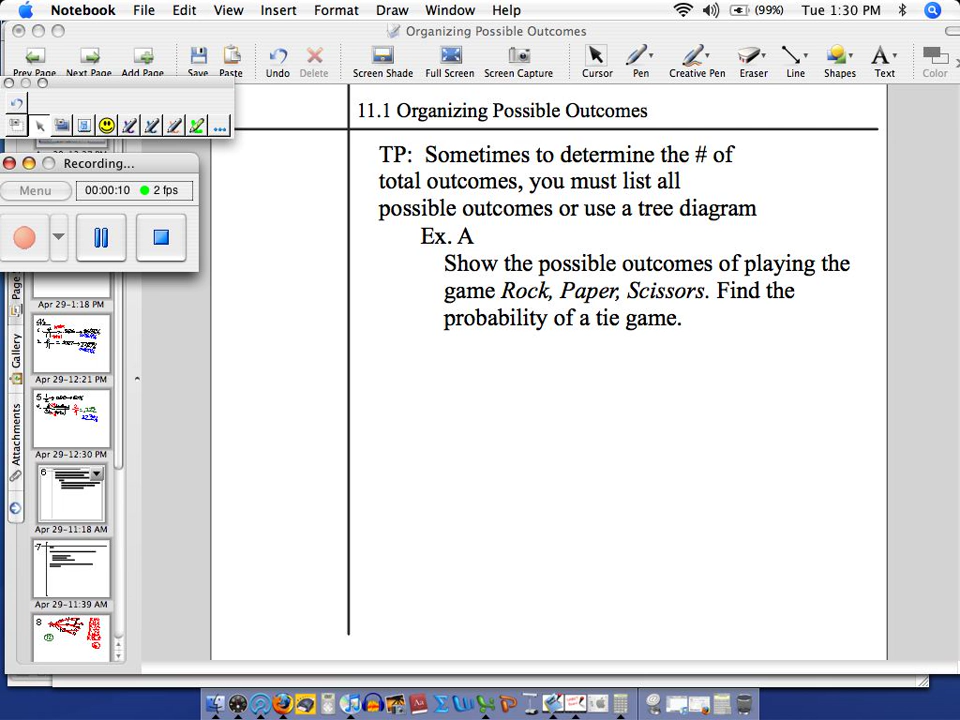 Notebook File Edit View Insert Format Draw Window Help (99%) Tue 1:30 PM
Organizing Possible Outcomes
Prev Page Next Page Add Page Save Paste Undo Delete Screen Shade Full Screen Screen Capture Cursor Pen Creative Pen Eraser Line Shapes Text Color
Recording...
Menu 00:00:10 2 fps
11.1 Organizing Possible Outcomes
TP: Sometimes to determine the # of
total outcomes, you must list all
possible outcomes or use a tree diagram
Ex. A
Show the possible outcomes of playing the
game Rock, Paper, Scissors. Find the
probability of a tie game.
Gallery
Attachments
Apr 29-1:18 PM
Apr 29-12:21 PM
5
Apr 29-12:30 PM
6
Apr 29-11:18 AM
7
Apr 29-11:39 AM
8